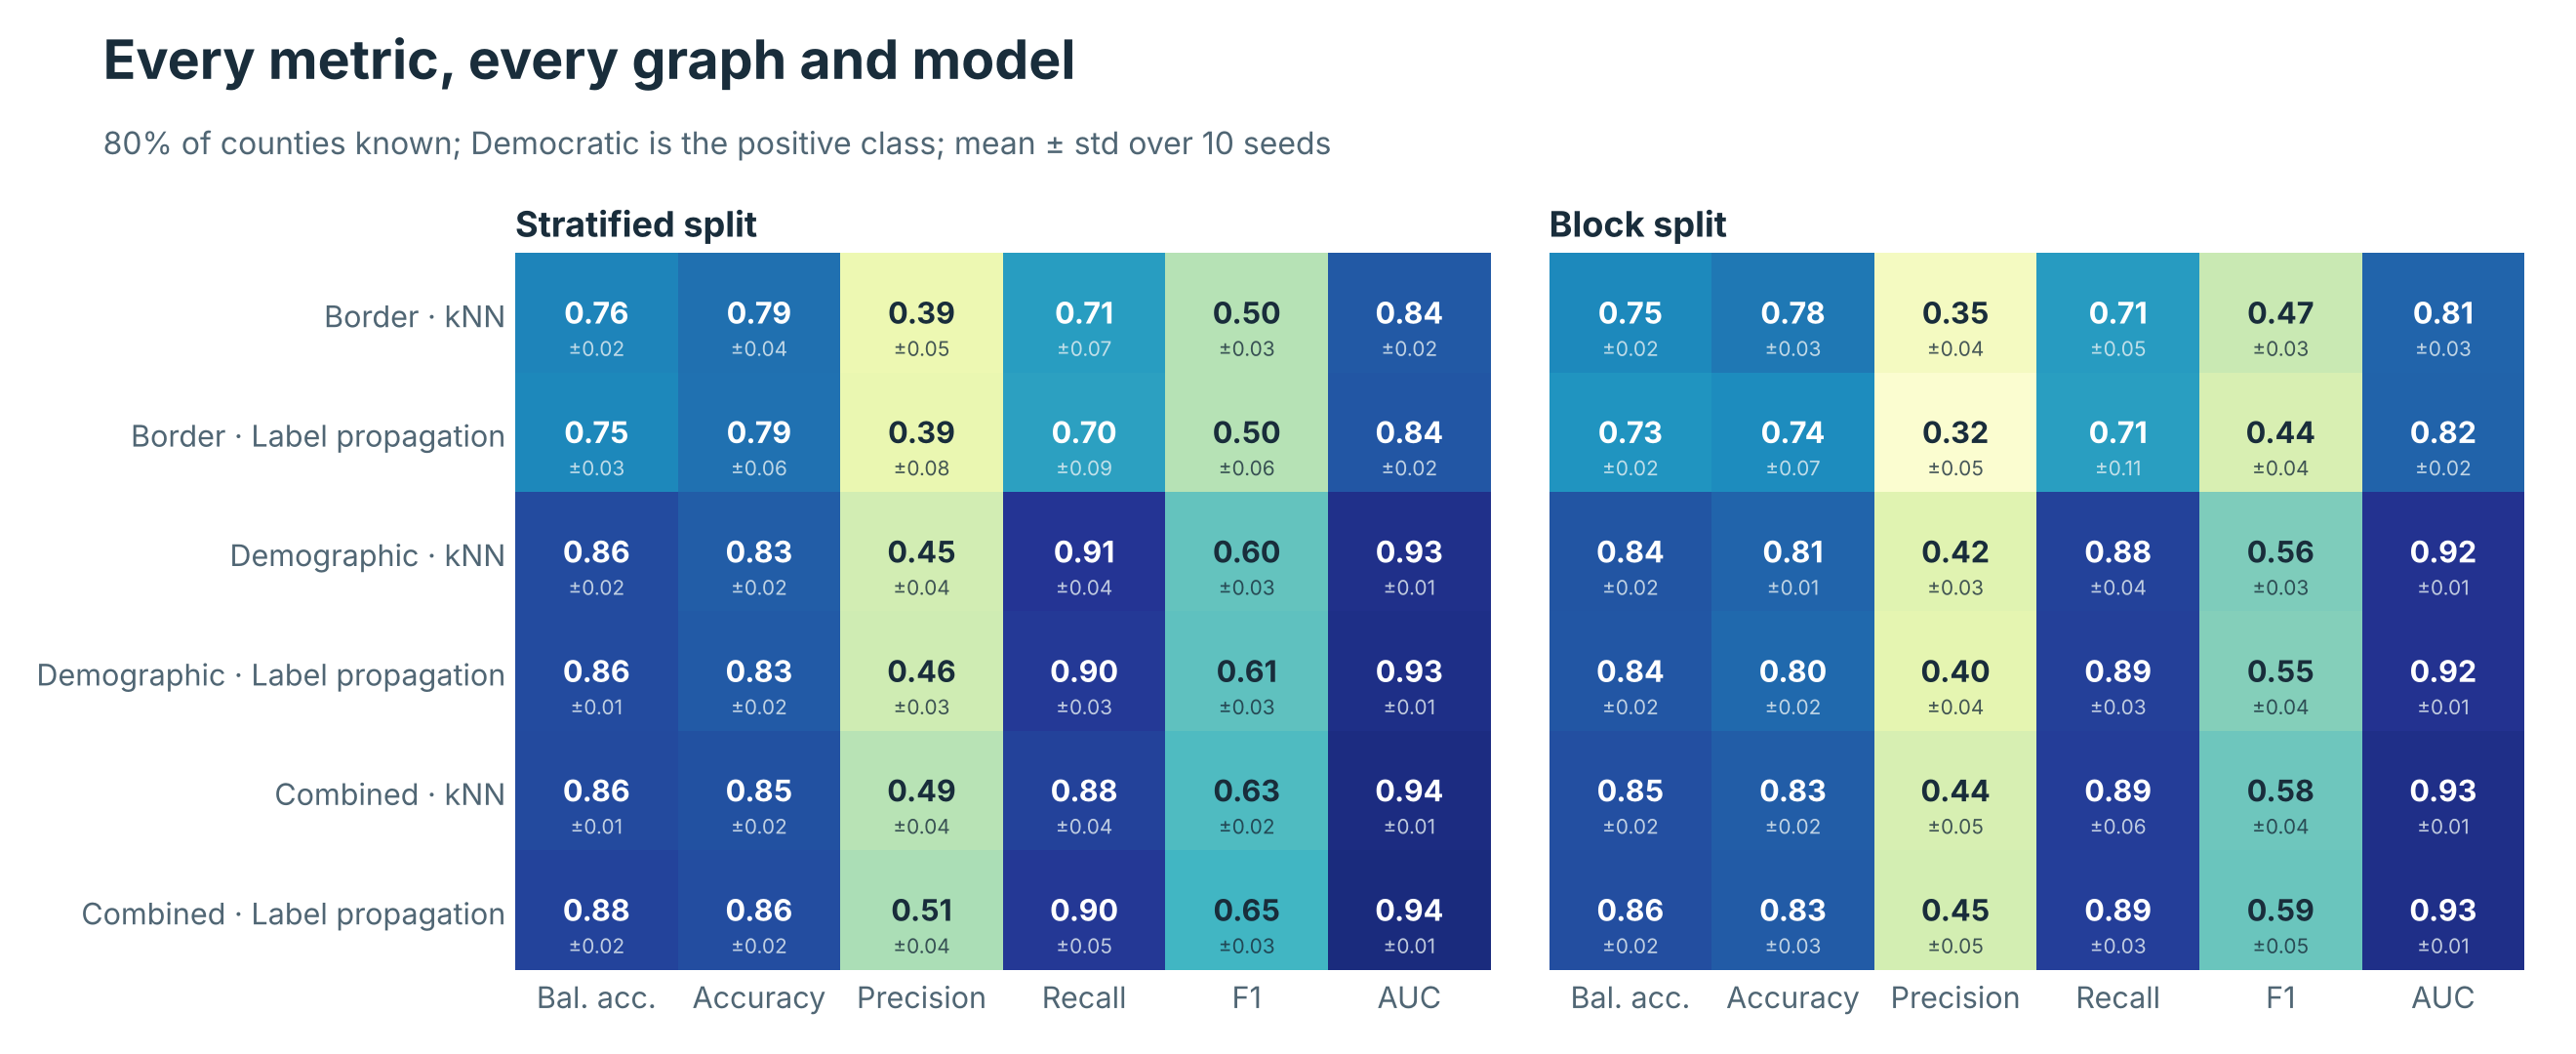 Every metric, every graph and model
80% of counties known; Democratic is the positive class; mean ± std over 10 seeds
Stratified split Block split
Border · kNN 0.76 0.79 0.39 0.71 0.50 0.84 0.75 0.78 0.35 0.71 0.47 0.81
±0.02 ±0.04 ±0.05 ±0.07 ±0.03 ±0.02 ±0.02 ±0.03 ±0.04 ±0.05 ±0.03 ±0.03
Border · Label propagation 0.75 0.79 0.39 0.70 0.50 0.84 0.73 0.74 0.32 0.71 0.44 0.82
±0.03 ±0.06 ±0.08 ±0.09 ±0.06 ±0.02 ±0.02 ±0.07 ±0.05 ±0.11 ±0.04 ±0.02
Demographic · kNN 0.86 0.83 0.45 0.91 0.60 0.93 0.84 0.81 0.42 0.88 0.56 0.92
±0.02 ±0.02 ±0.04 ±0.04 ±0.03 ±0.01 ±0.02 ±0.01 ±0.03 ±0.04 ±0.03 ±0.01
Demographic · Label propagation 0.86 0.83 0.46 0.90 0.61 0.93 0.84 0.80 0.40 0.89 0.55 0.92
±0.01 ±0.02 ±0.03 ±0.03 ±0.03 ±0.01 ±0.02 ±0.02 ±0.04 ±0.03 ±0.04 ±0.01
Combined · kNN 0.86 0.85 0.49 0.88 0.63 0.94 0.85 0.83 0.44 0.89 0.58 0.93
±0.01 ±0.02 ±0.04 ±0.04 ±0.02 ±0.01 ±0.02 ±0.02 ±0.05 ±0.06 ±0.04 ±0.01
Combined · Label propagation 0.88 0.86 0.51 0.90 0.65 0.94 0.86 0.83 0.45 0.89 0.59 0.93
±0.02 ±0.02 ±0.04 ±0.05 ±0.03 ±0.01 ±0.02 ±0.03 ±0.05 ±0.03 ±0.05 ±0.01
Bal. acc. Accuracy Precision Recall F1 AUC Bal. acc. Accuracy Precision Recall F1 AUC